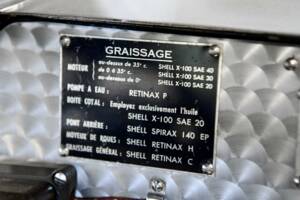 GRAISSAGE
au-dessus de 35° c. SHELL X-100 SAE 40
MOTEUR de 0 à 35° c. SHELL X-100 SAE 30
au-dessous de 0° SHELL X-100 SAE 20
POMPE A EAU : RETINAX P
BOITE COTAL : Employez exclusivement l'huile
SHELL X-100 SAE 20
PONT ARRIÈRE : SHELL SPIRAX 140 EP
MOYEUX DE ROUES : SHELL RETINAX H
GRAISSAGE GÉNÉRAL : SHELL RETINAX C